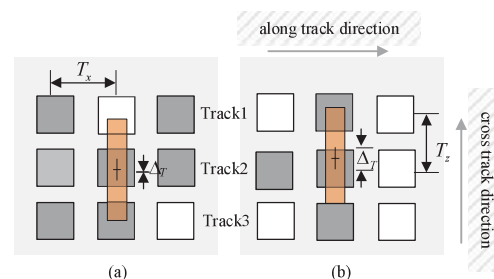 along track direction
T_x
Track1
Track2
Track3
Δ_T
Δ_T
T_z
cross track direction
(a)
(b)